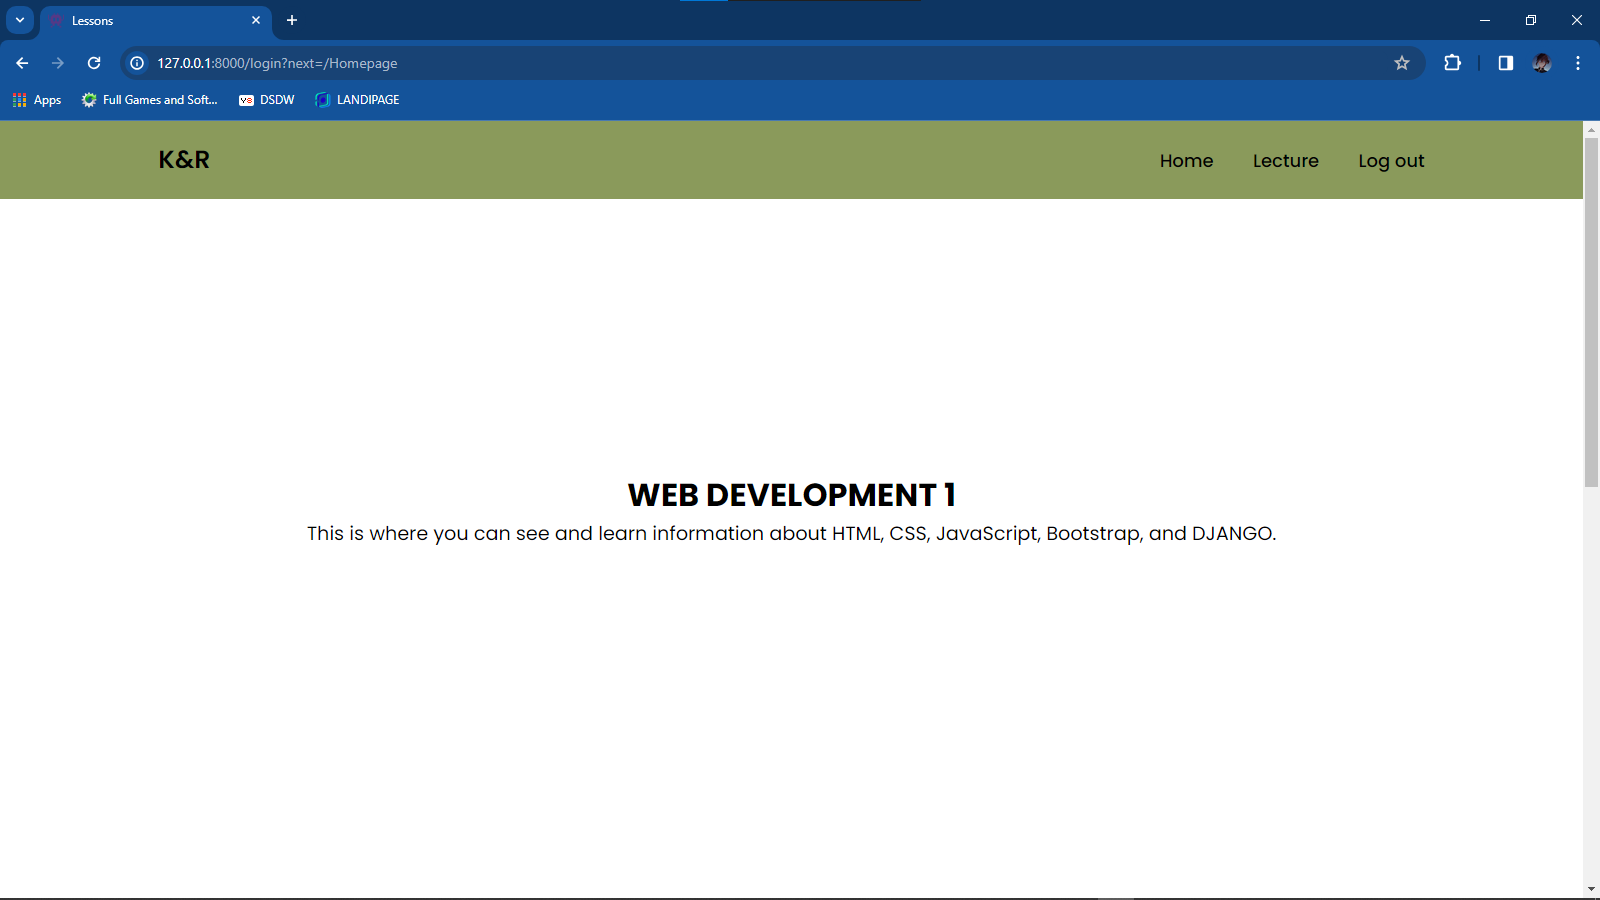 Lessons
127.0.0.1:8000/login?next=/Homepage
Apps
Full Games and Soft...
DSDW
LANDIPAGE
K&R
Home
Lecture
Log out
WEB DEVELOPMENT 1
This is where you can see and learn information about HTML, CSS, JavaScript, Bootstrap, and DJANGO.